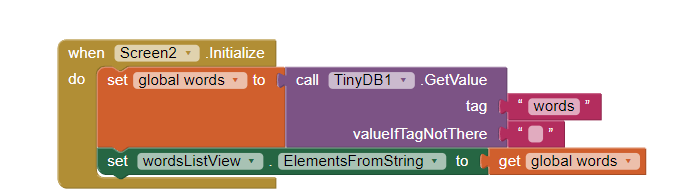 when Screen2 .Initialize
do set global words to call TinyDB1 .GetValue
tag " words "
valueIfTagNotThere " "
set wordsListView . ElementsFromString to get global words